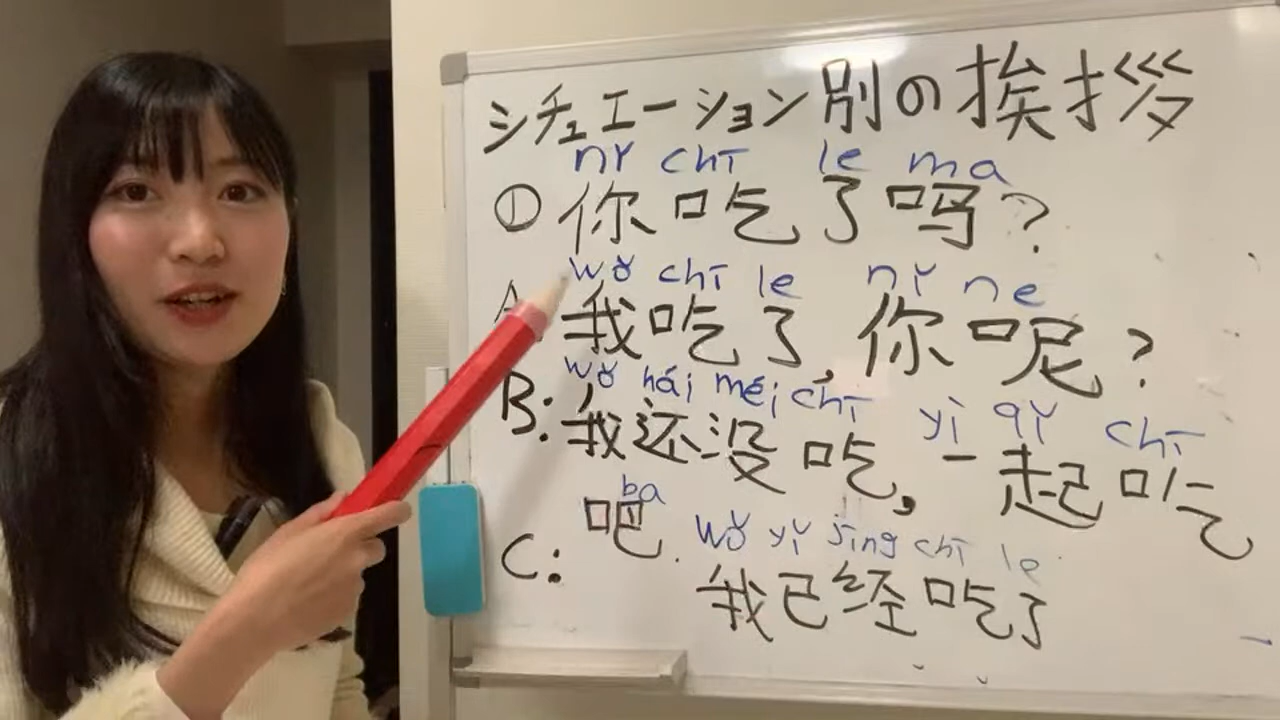 シチュエーション別の挨拶
nǐ chī le ma
① 你吃了吗?
wǒ chī le nǐ ne
A: 我吃了,你呢?
wǒ hái méi chī yì qǐ chī
B: 我还没吃,一起吃
ba
吧.
wǒ yǐ jīng chī le
C: 我已经吃了